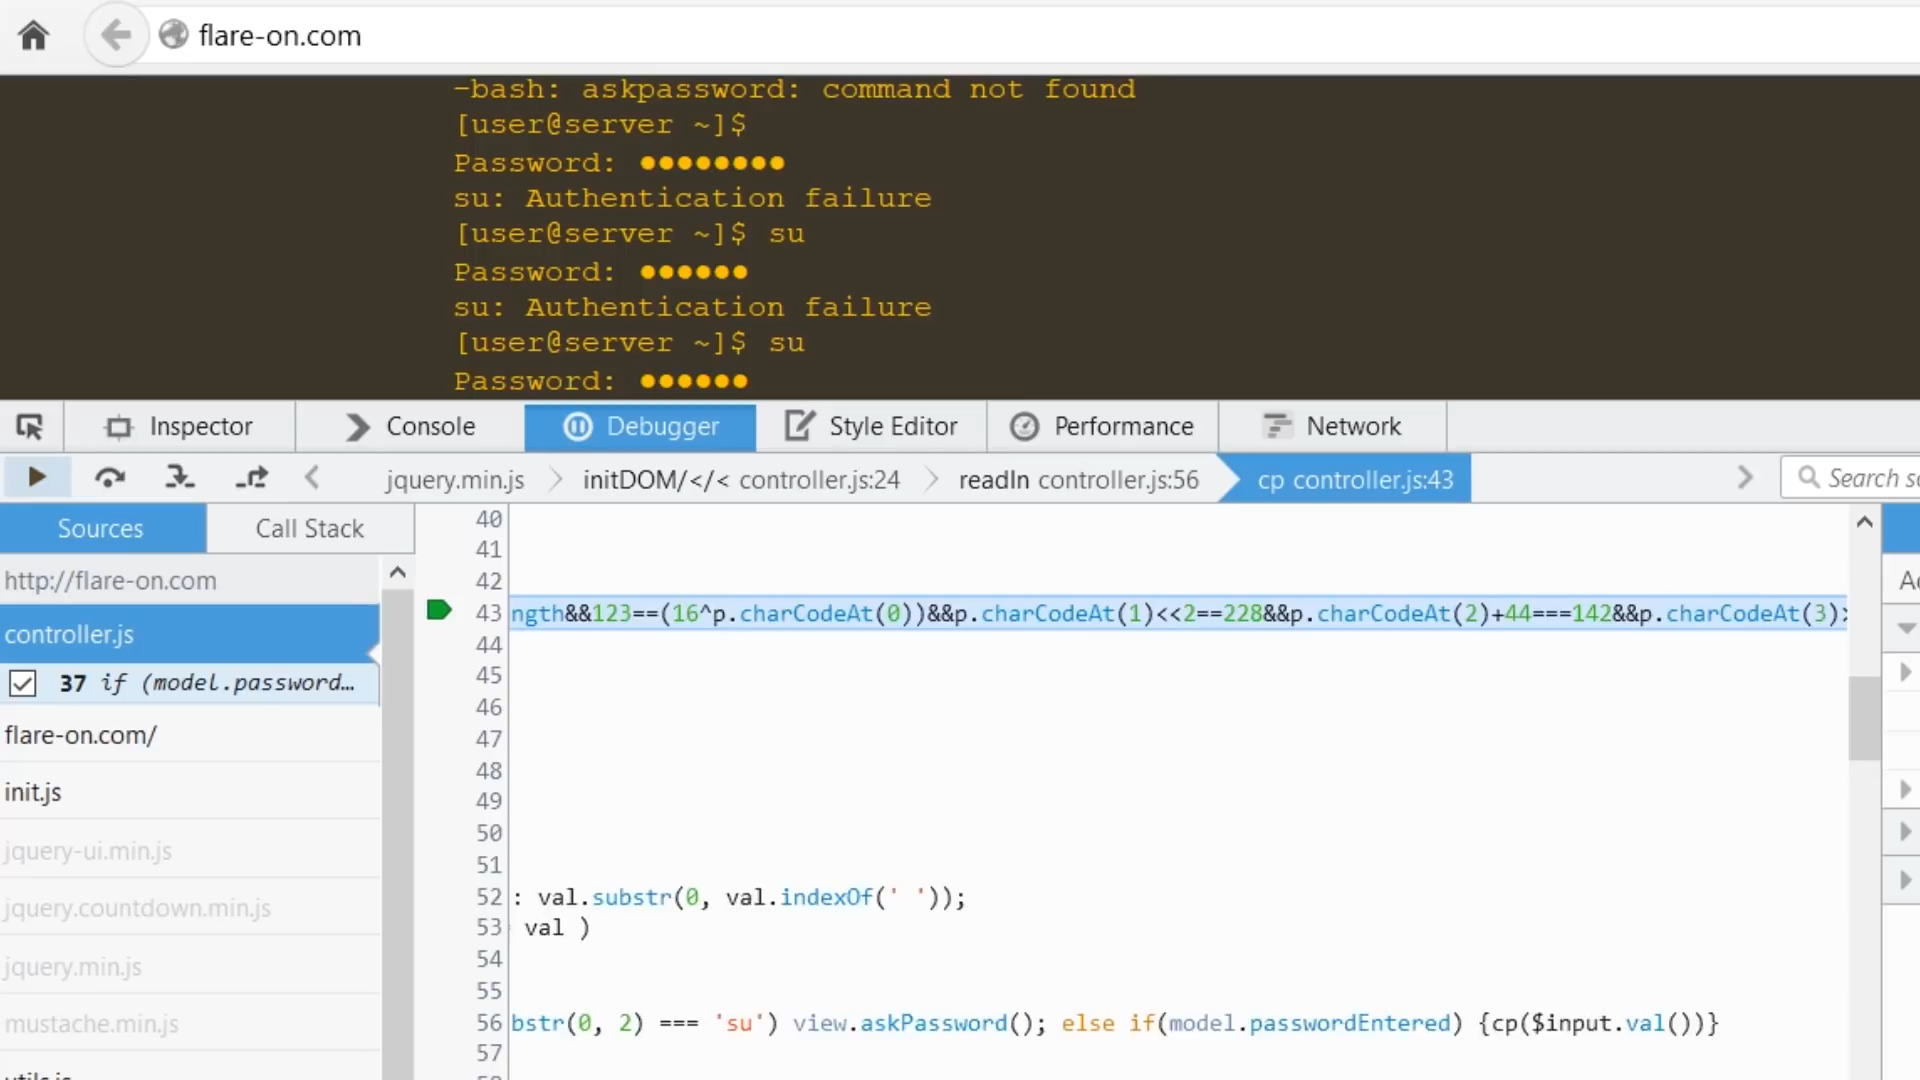 flare-on.com
-bash: askpassword: command not found
[user@server ~]$
Password: ●●●●●●●●
su: Authentication failure
[user@server ~]$ su
Password: ●●●●●●
su: Authentication failure
[user@server ~]$ su
Password: ●●●●●●
Inspector Console Debugger Style Editor Performance Network
jquery.min.js initDOM/</< controller.js:24 readIn controller.js:56 cp controller.js:43 Search
Sources Call Stack
http://flare-on.com
controller.js
37 if (model.password…
flare-on.com/
init.js
jquery-ui.min.js
jquery.countdown.min.js
jquery.min.js
mustache.min.js
utils.js
40
41
42
43 ngth&&123==(16^p.charCodeAt(0))&&p.charCodeAt(1)<<2==228&&p.charCodeAt(2)+44===142&&p.charCodeAt(3)>
44
45
46
47
48
49
50
51
52 : val.substr(0, val.indexOf(' '));
53 val )
54
55
56 bstr(0, 2) === 'su') view.askPassword(); else if(model.passwordEntered) {cp($input.val())}
57